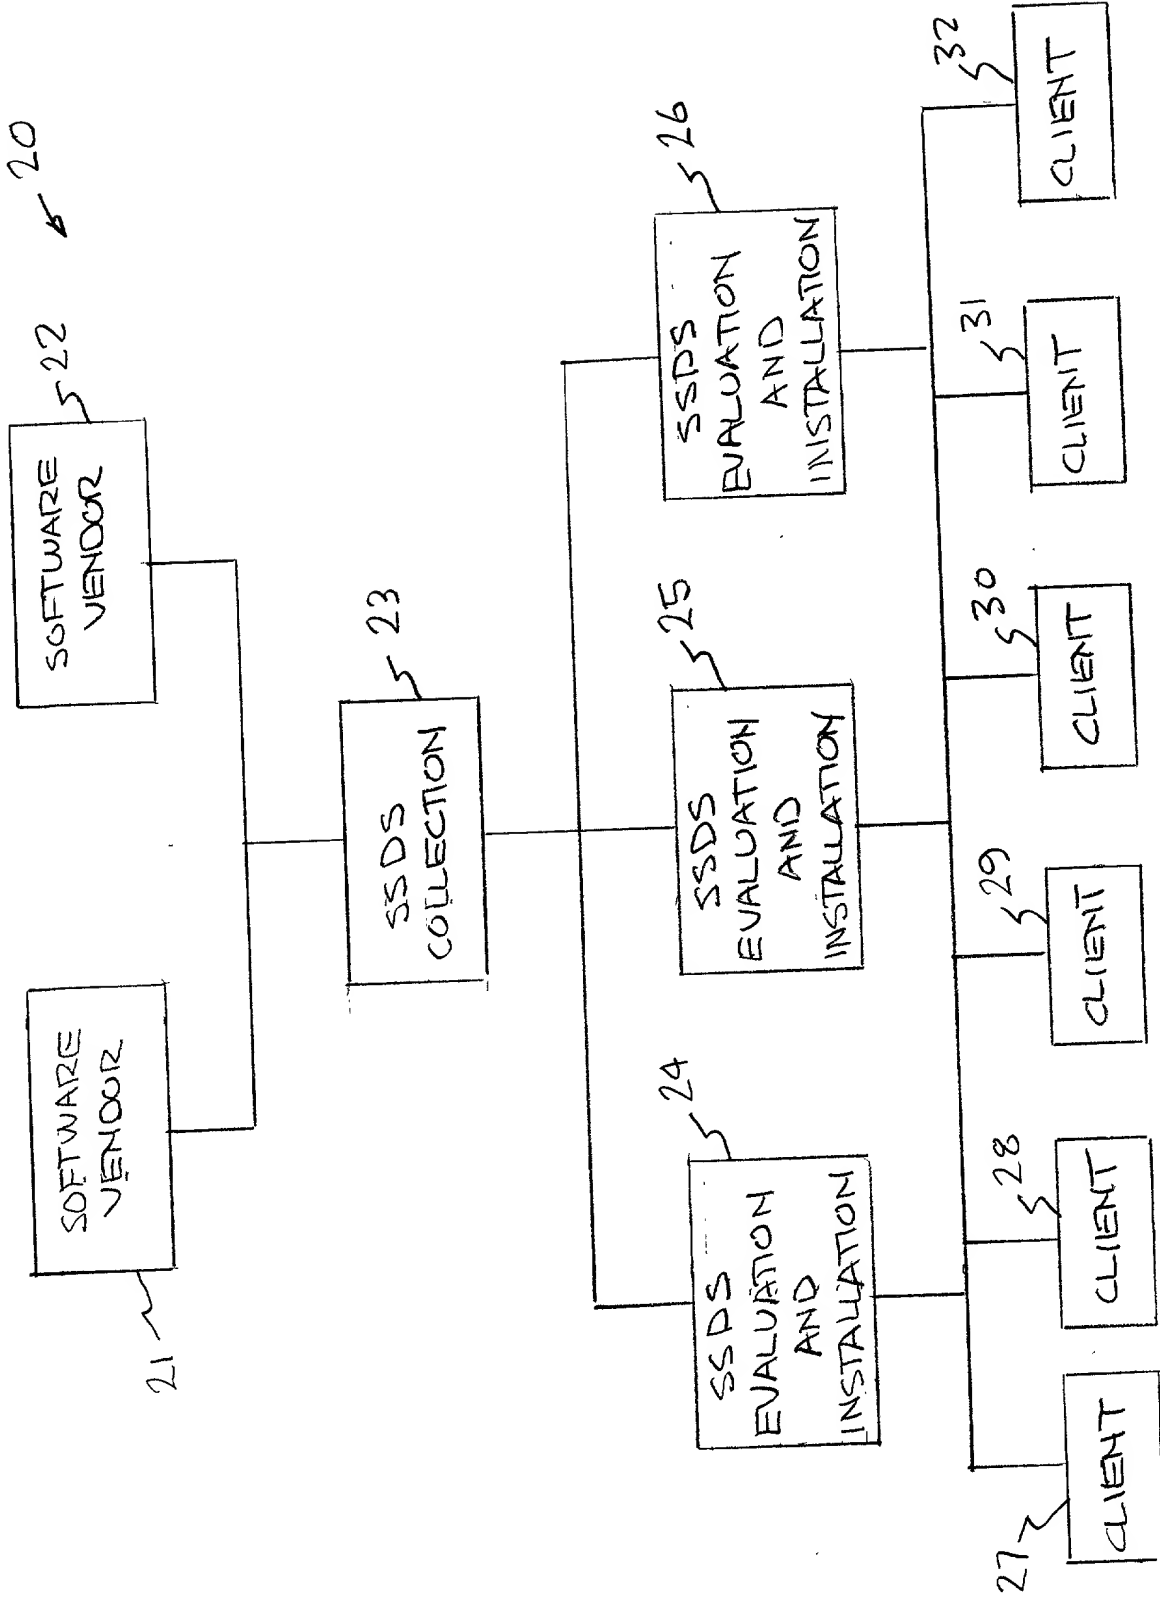 20
22
SOFTWARE
VENDOR
SOFTWARE
VENDOR
21
23
SSDS
COLLECTION
24
SSDS
EVALUATION
AND
INSTALLATION
25
SSDS
EVALUATION
AND
INSTALLATION
26
SSDS
EVALUATION
AND
INSTALLATION
27
CLIENT
28
CLIENT
29
CLIENT
30
CLIENT
31
CLIENT
32
CLIENT